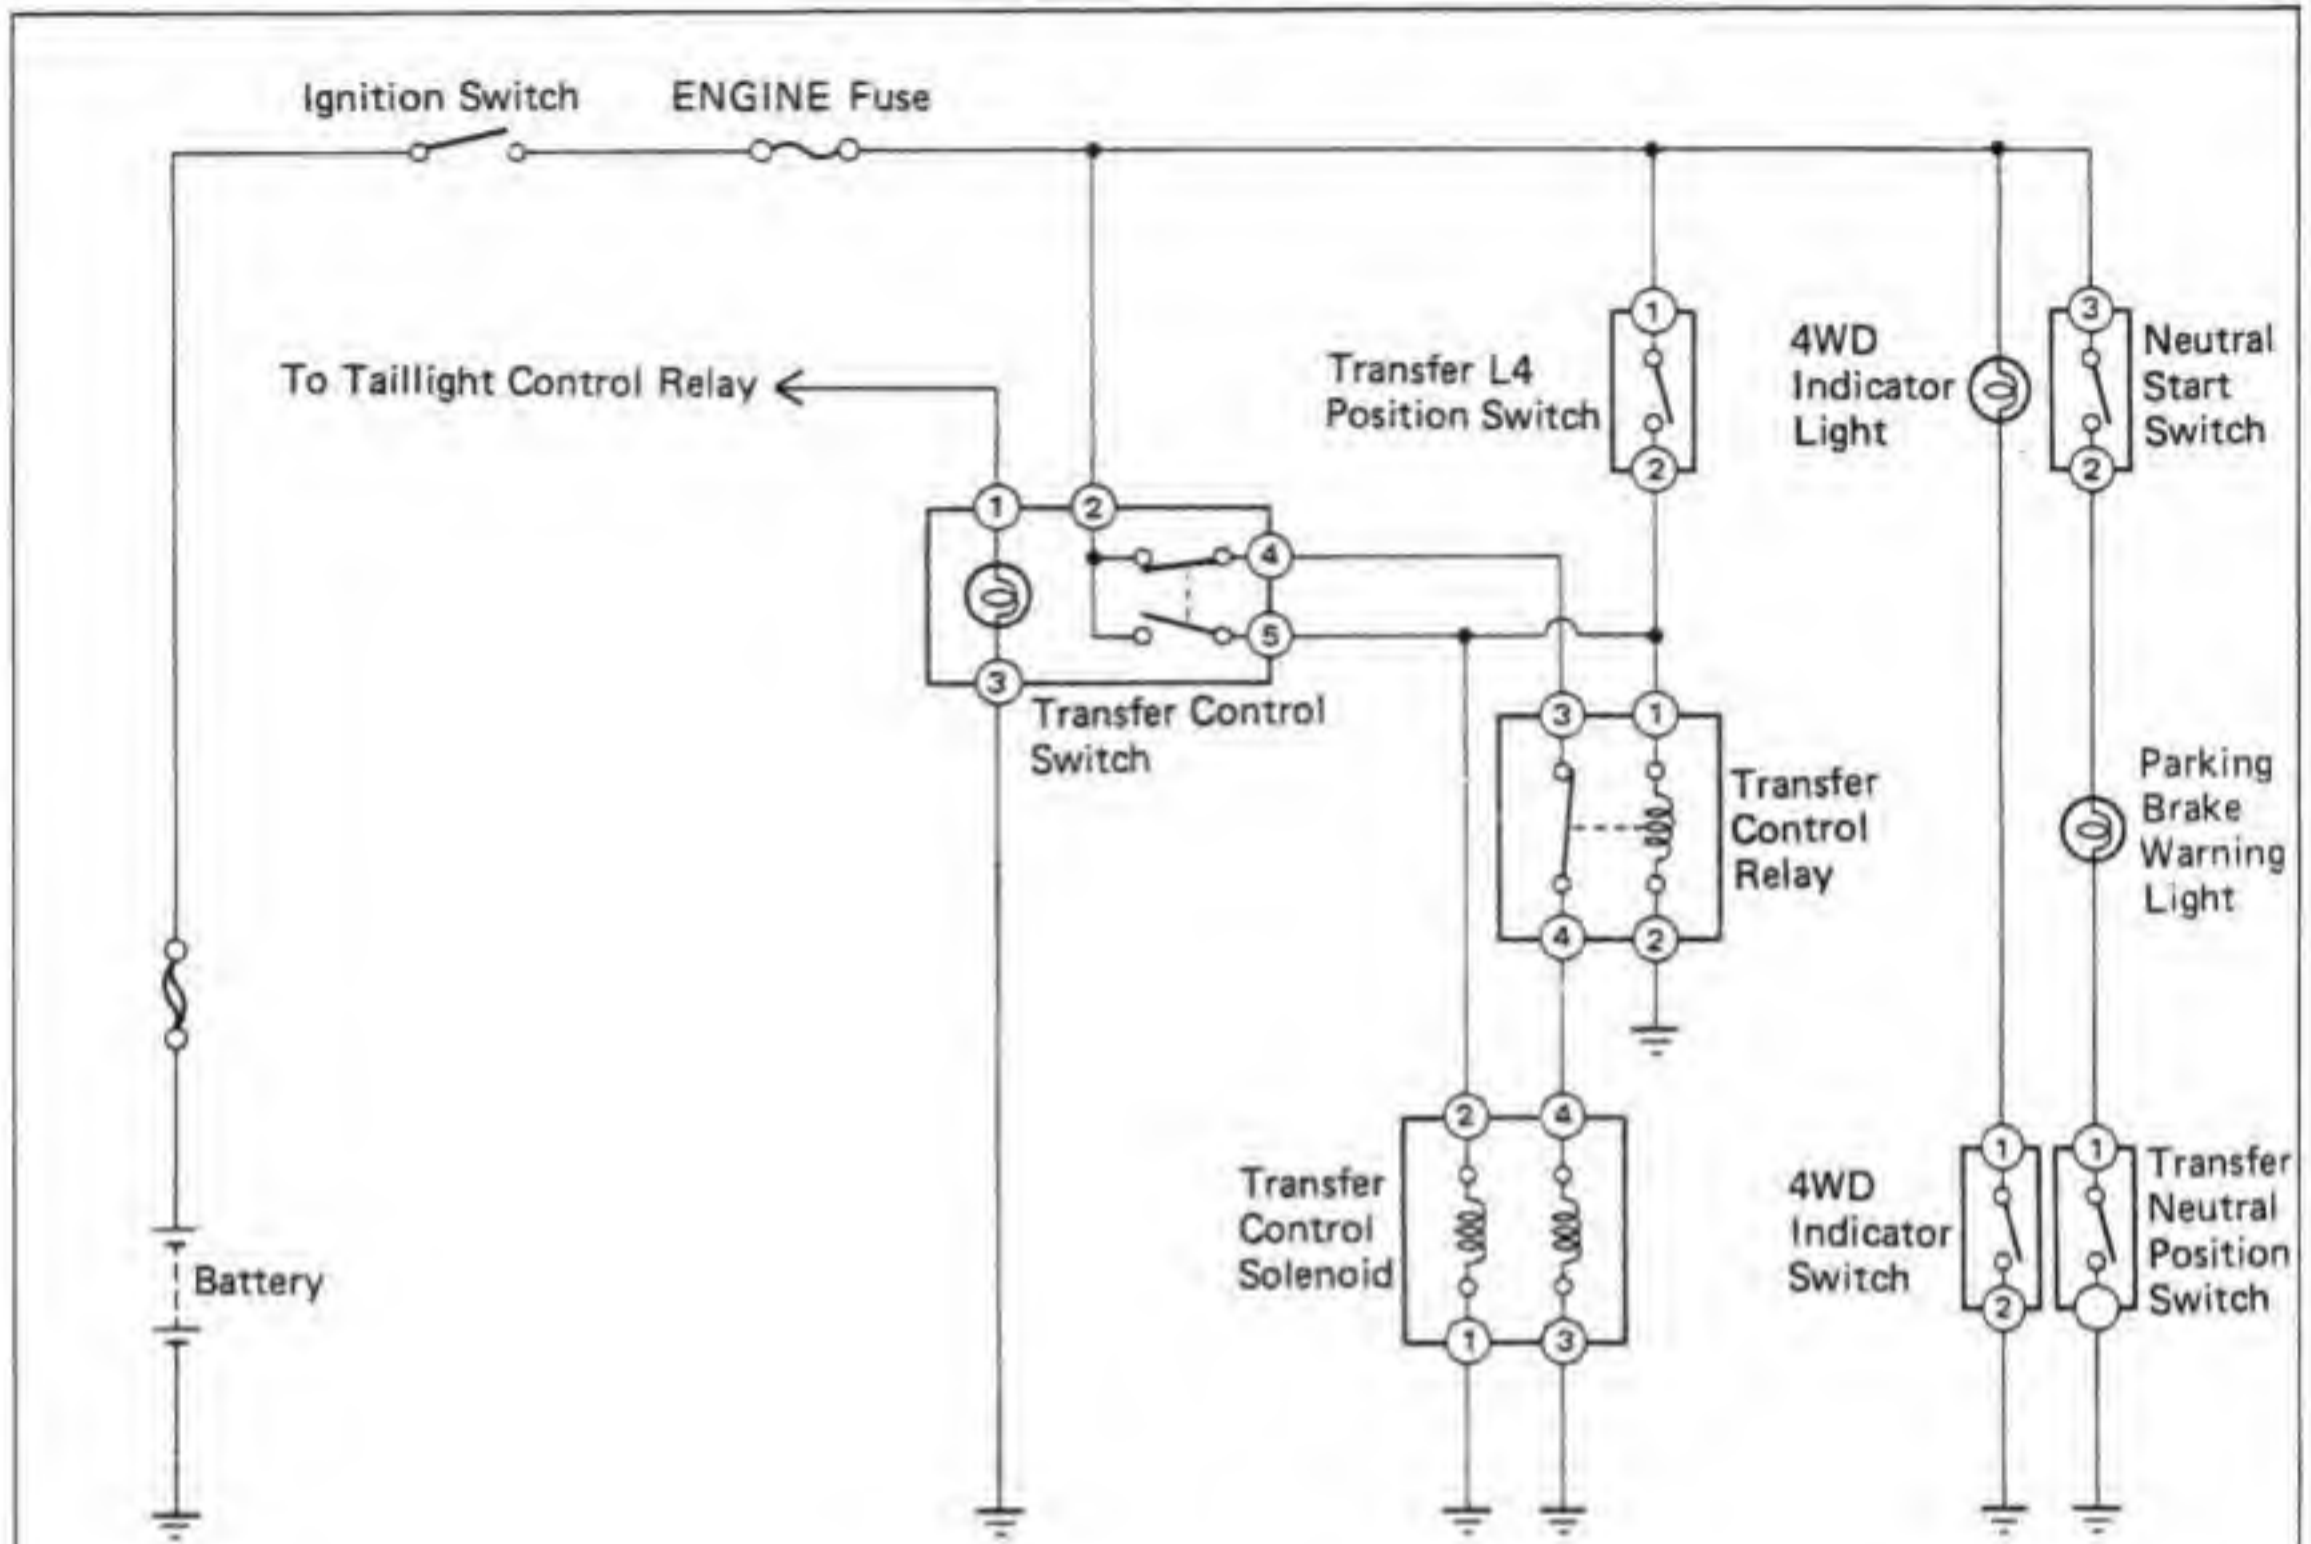 Ignition Switch
ENGINE Fuse
To Taillight Control Relay
Transfer L4
Position Switch
1
2
4WD
Indicator
Light
3
2
Neutral
Start
Switch
1
2
4
5
3
Transfer Control
Switch
3
1
4
2
Transfer
Control
Relay
Parking
Brake
Warning
Light
Battery
Transfer
Control
Solenoid
2
4
1
3
4WD
Indicator
Switch
1
2
1
Transfer
Neutral
Position
Switch